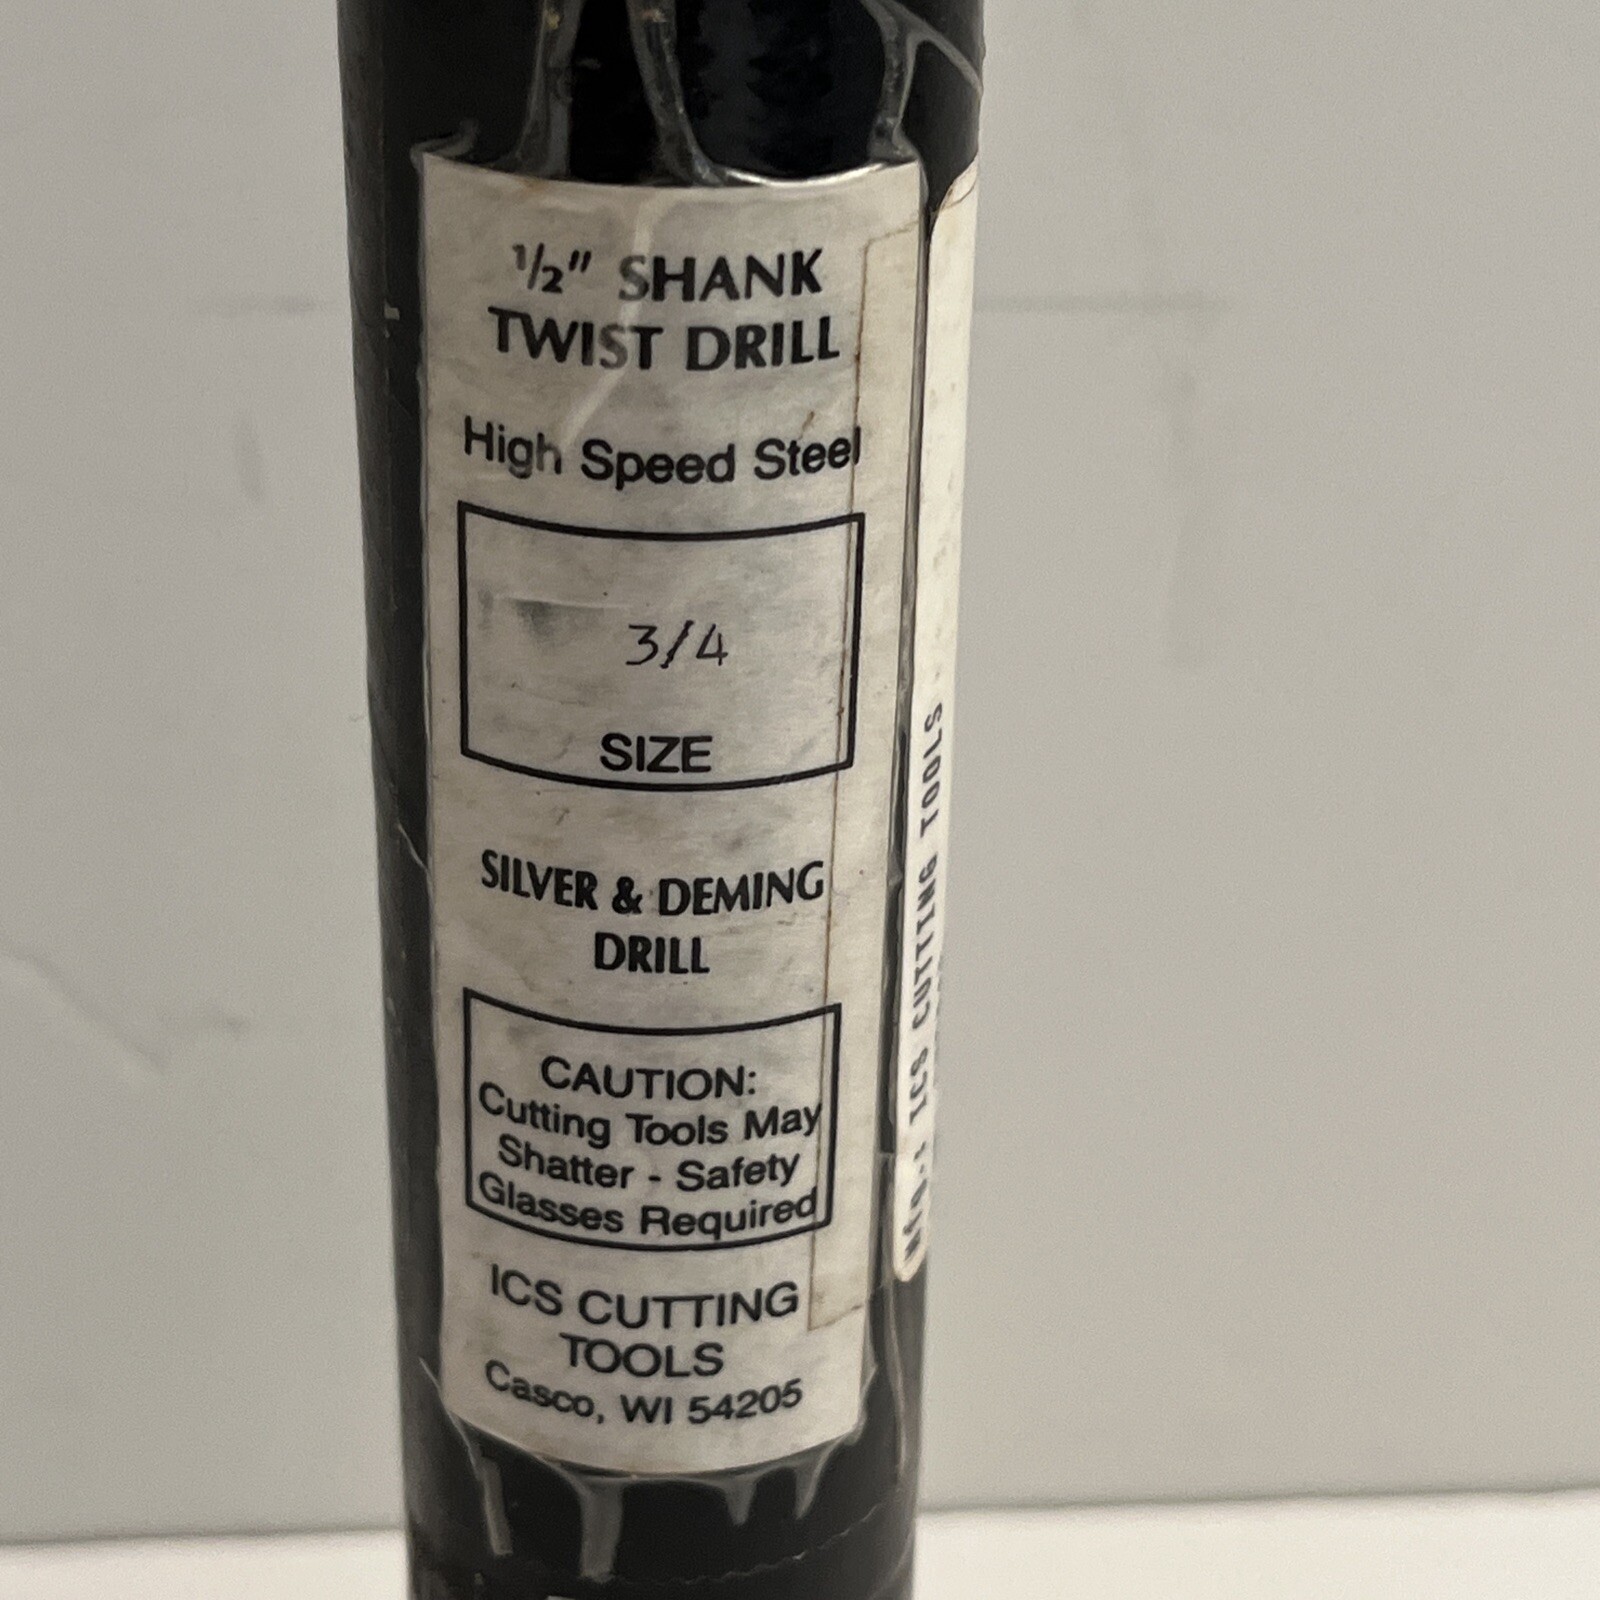 1/2" SHANK
TWIST DRILL
High Speed Steel
3/4
SIZE
SILVER & DEMING
DRILL
CAUTION:
Cutting Tools May
Shatter - Safety
Glasses Required
ICS CUTTING
TOOLS
Casco, WI 54205
ICS CUTTING TOOLS